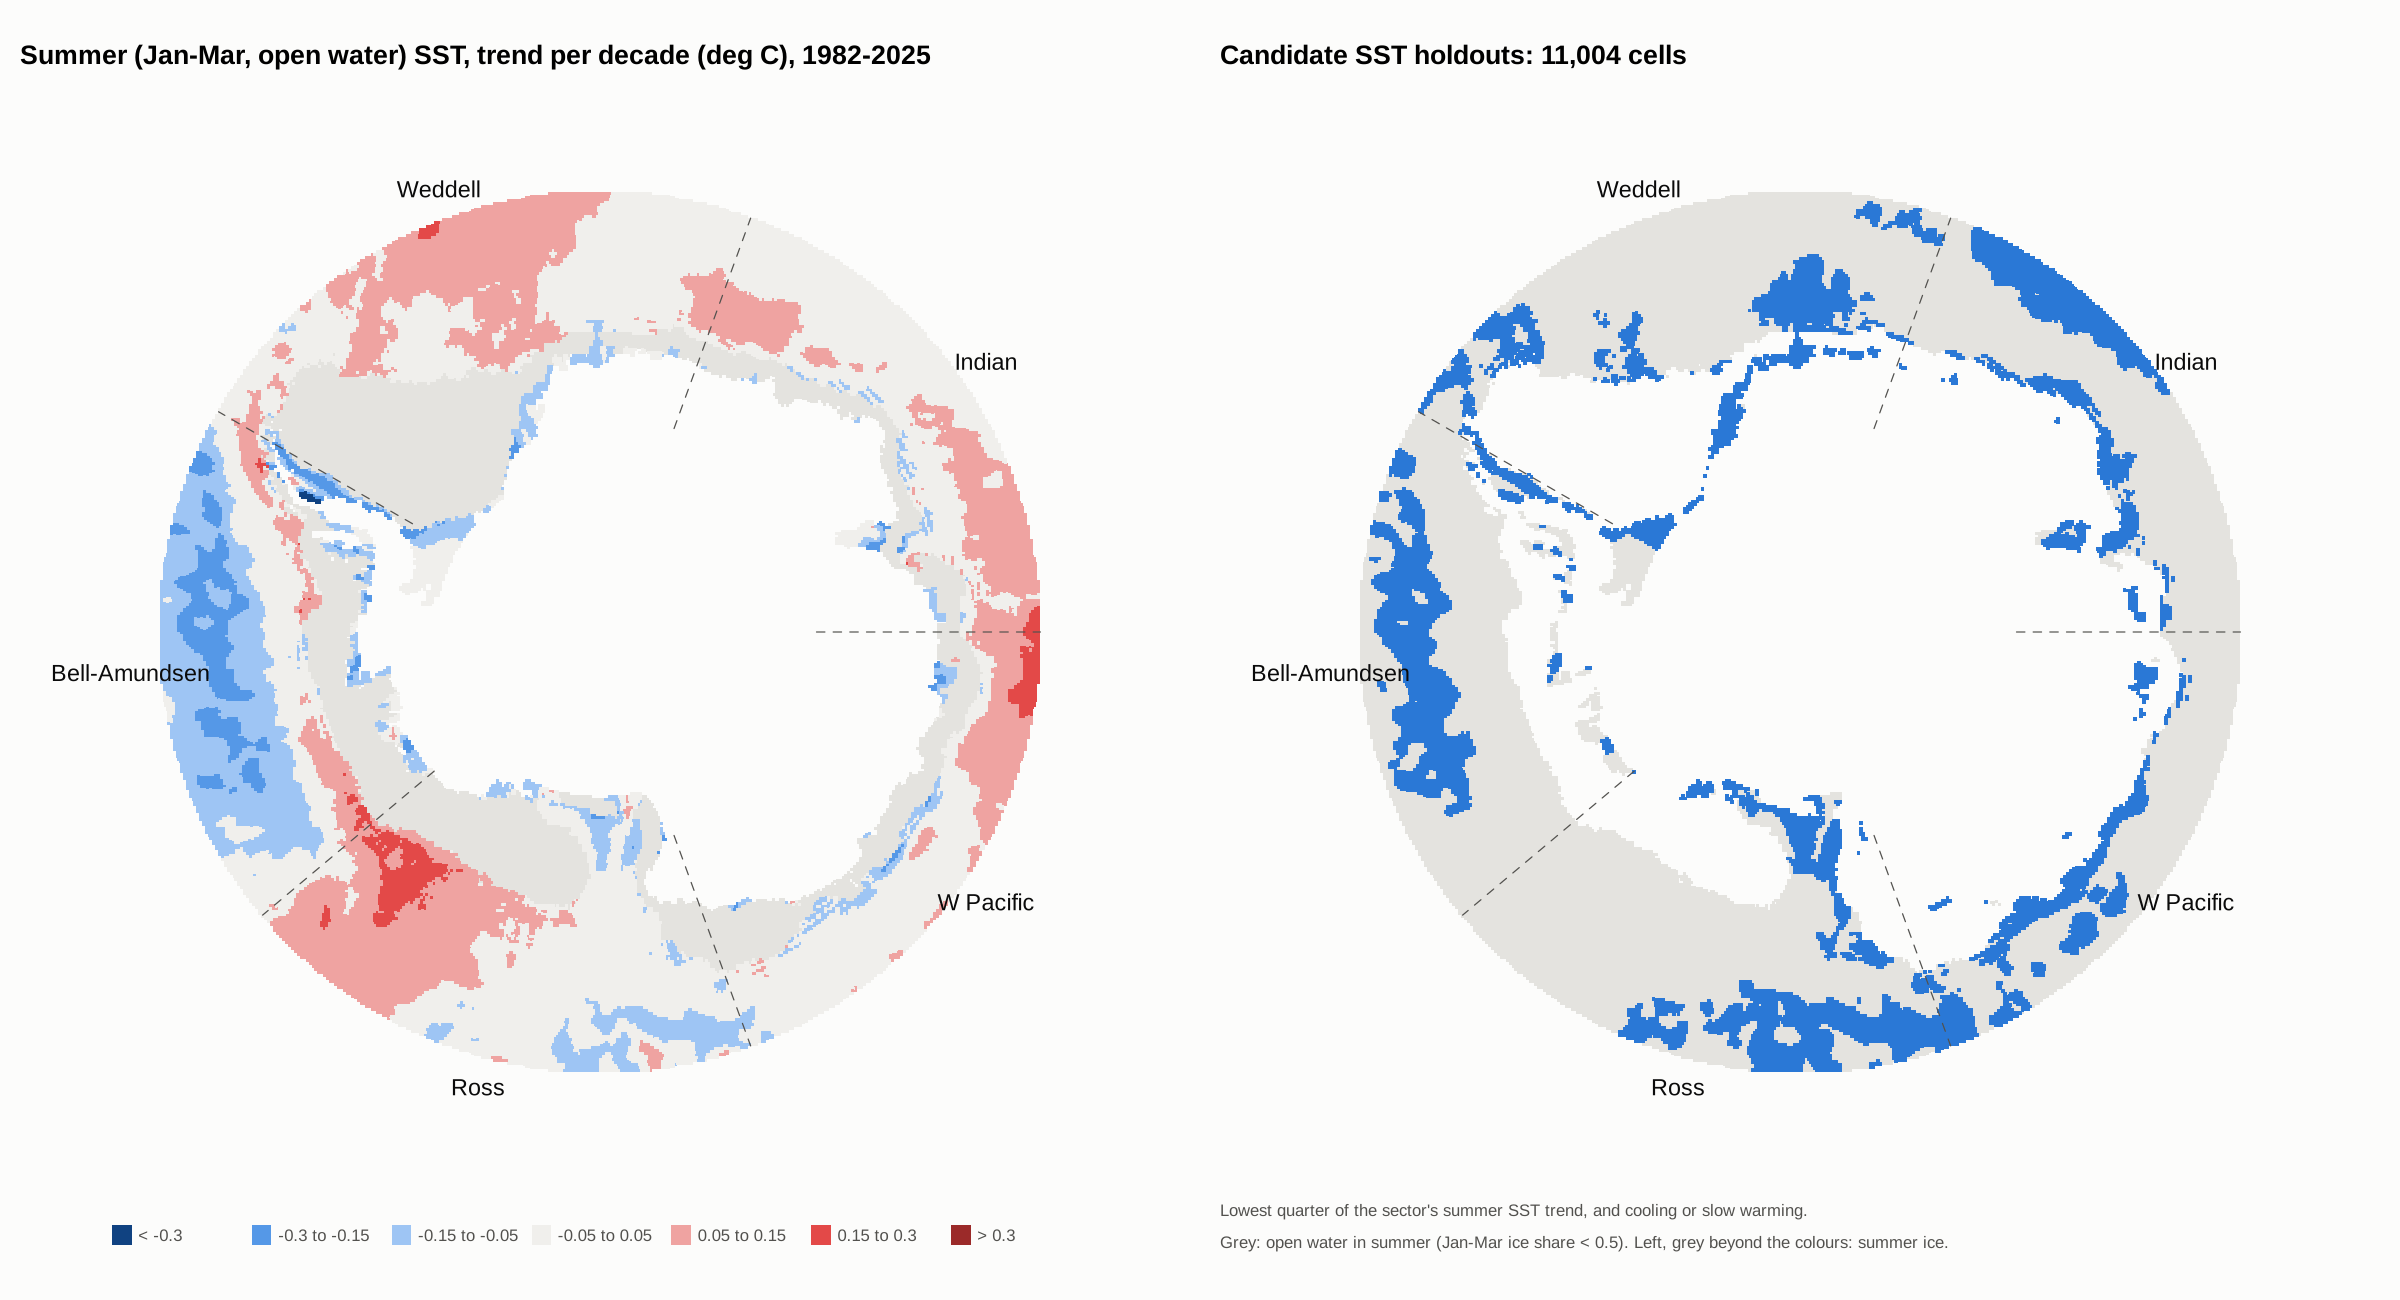 Summer (Jan-Mar, open water) SST, trend per decade (deg C), 1982-2025
Weddell
Indian
Bell-Amundsen
W Pacific
Ross
< -0.3
-0.3 to -0.15
-0.15 to -0.05
-0.05 to 0.05
0.05 to 0.15
0.15 to 0.3
> 0.3
Candidate SST holdouts: 11,004 cells
Weddell
Indian
Bell-Amundsen
W Pacific
Ross
Lowest quarter of the sector's summer SST trend, and cooling or slow warming.
Grey: open water in summer (Jan-Mar ice share < 0.5). Left, grey beyond the colours: summer ice.